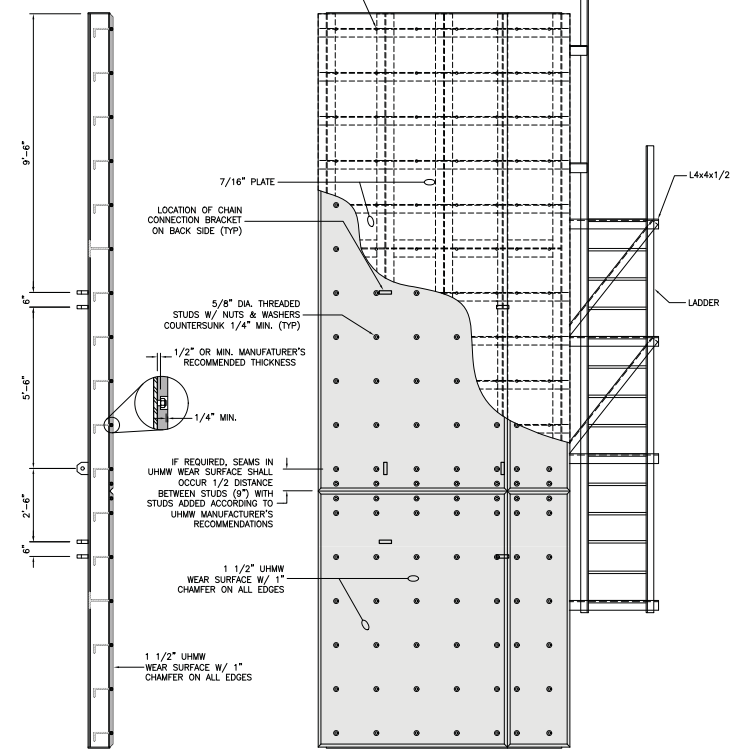 9'-6"
6"
5'-6"
2'-6"
6"
7/16" PLATE
LOCATION OF CHAIN
CONNECTION BRACKET
ON BACK SIDE (TYP)
5/8" DIA. THREADED
STUDS W/ NUTS & WASHERS
COUNTERSUNK 1/4" MIN. (TYP)
1/2" OR MIN. MANUFATURER'S
RECOMMENDED THICKNESS
1/4" MIN.
IF REQUIRED, SEAMS IN
UHMW WEAR SURFACE SHALL
OCCUR 1/2 DISTANCE
BETWEEN STUDS (9") WITH
STUDS ADDED ACCORDING TO
UHMW MANUFACTURER'S
RECOMMENDATIONS
1 1/2" UHMW
WEAR SURFACE W/ 1"
CHAMFER ON ALL EDGES
1 1/2" UHMW
WEAR SURFACE W/ 1"
CHAMFER ON ALL EDGES
L4x4x1/2
LADDER